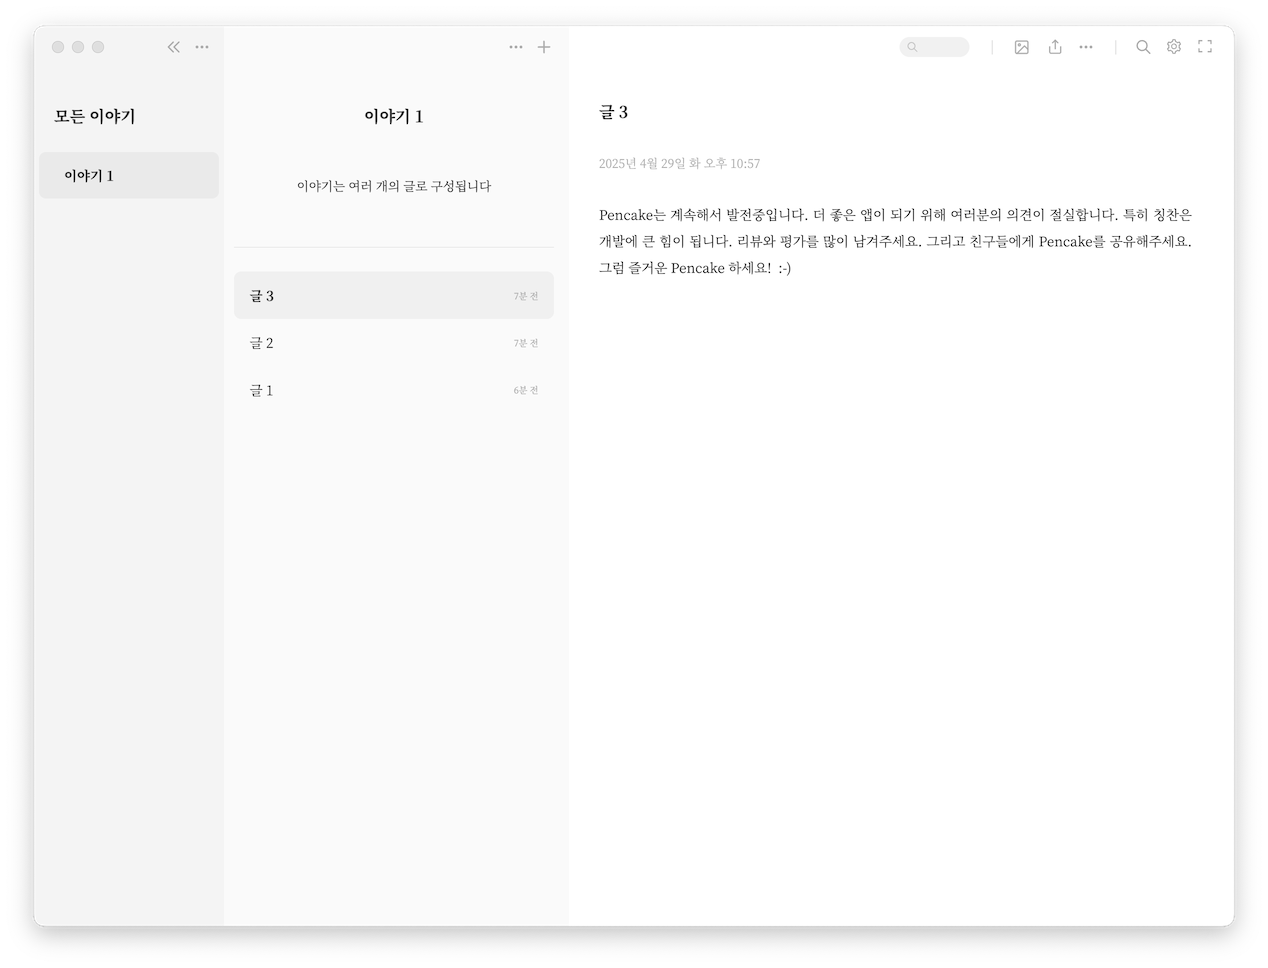 모든 이야기
이야기 1
이야기 1
이야기는 여러 개의 글로 구성됩니다
글 3 7분 전
글 2 7분 전
글 1 6분 전
글 3
2025년 4월 29일 화 오후 10:57
Pencake는 계속해서 발전중입니다. 더 좋은 앱이 되기 위해 여러분의 의견이 절실합니다. 특히 칭찬은
개발에 큰 힘이 됩니다. 리뷰와 평가를 많이 남겨주세요. 그리고 친구들에게 Pencake를 공유해주세요.
그럼 즐거운 Pencake 하세요!  :-)